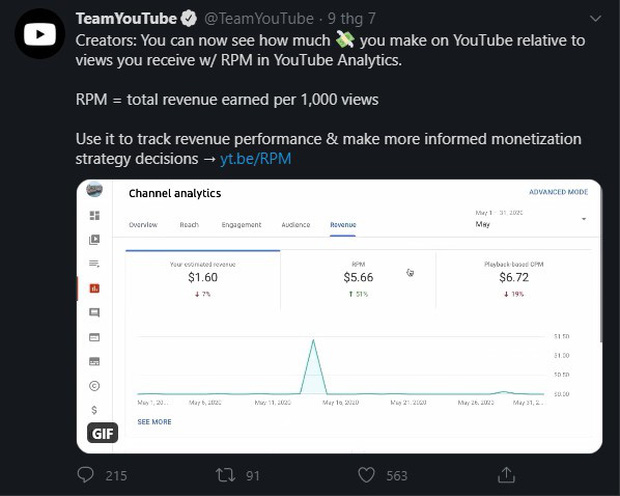 TeamYouTube @TeamYouTube · 9 thg 7
Creators: You can now see how much 💸 you make on YouTube relative to
views you receive w/ RPM in YouTube Analytics.
RPM = total revenue earned per 1,000 views
Use it to track revenue performance & make more informed monetization
strategy decisions → yt.be/RPM
Channel analytics
ADVANCED MODE
Overview Reach Engagement Audience Revenue
May 1 – 31, 2020
May
Your estimated revenue RPM Playback-based CPM
$1.60 $5.66 $6.72
↓ 7% ↑ 51% ↓ 19%
$1.50
$1.00
$0.50
$0.00
May 1, 20... May 6, 2020 May 11, 2020 May 16, 2020 May 21, 2020 May 26, 2020 May 31, 2...
SEE MORE
GIF
215 91 563